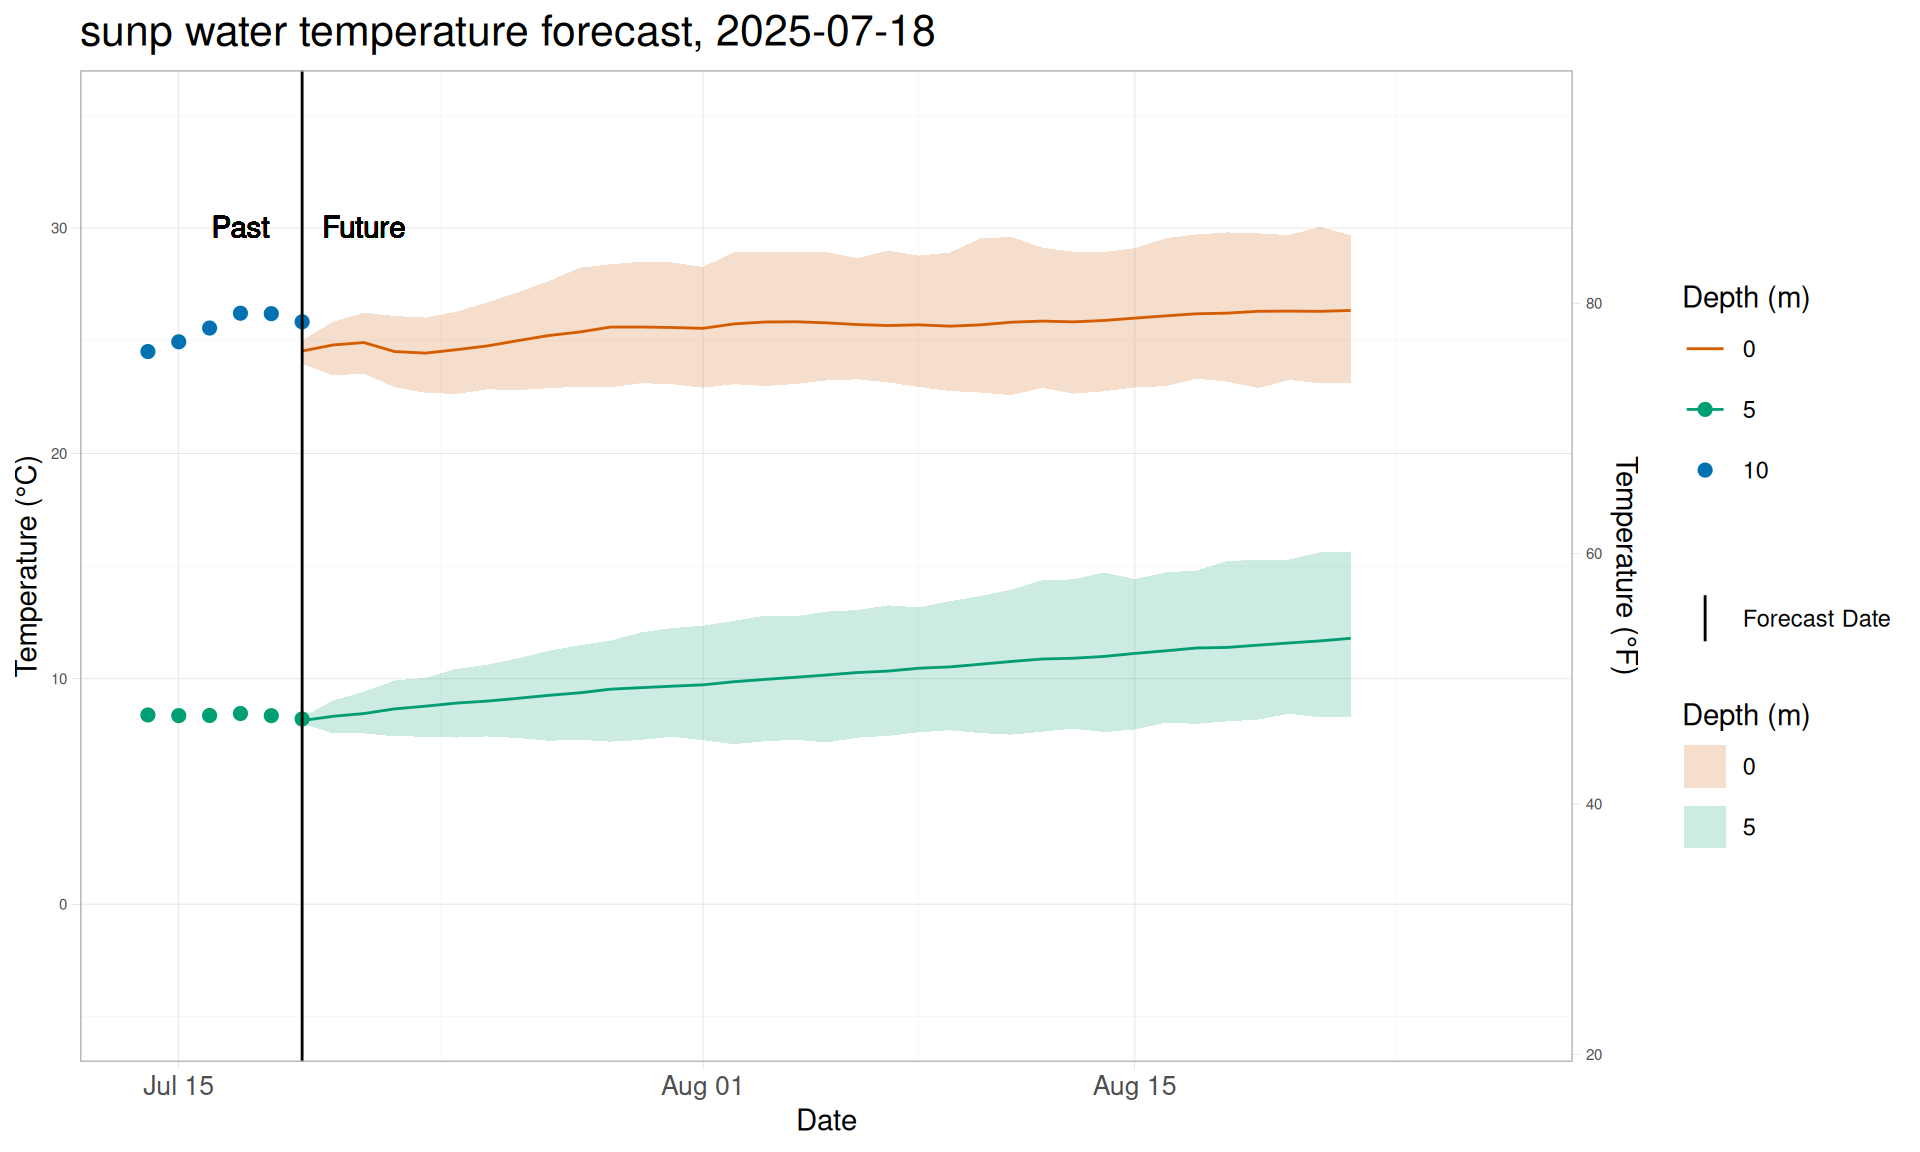 sunp water temperature forecast, 2025-07-18
Past
Future
30
20
10
0
Temperature (°C)
80
60
40
20
Temperature (°F)
Jul 15
Aug 01
Aug 15
Date
Depth (m)
0
5
10
Forecast Date
Depth (m)
0
5